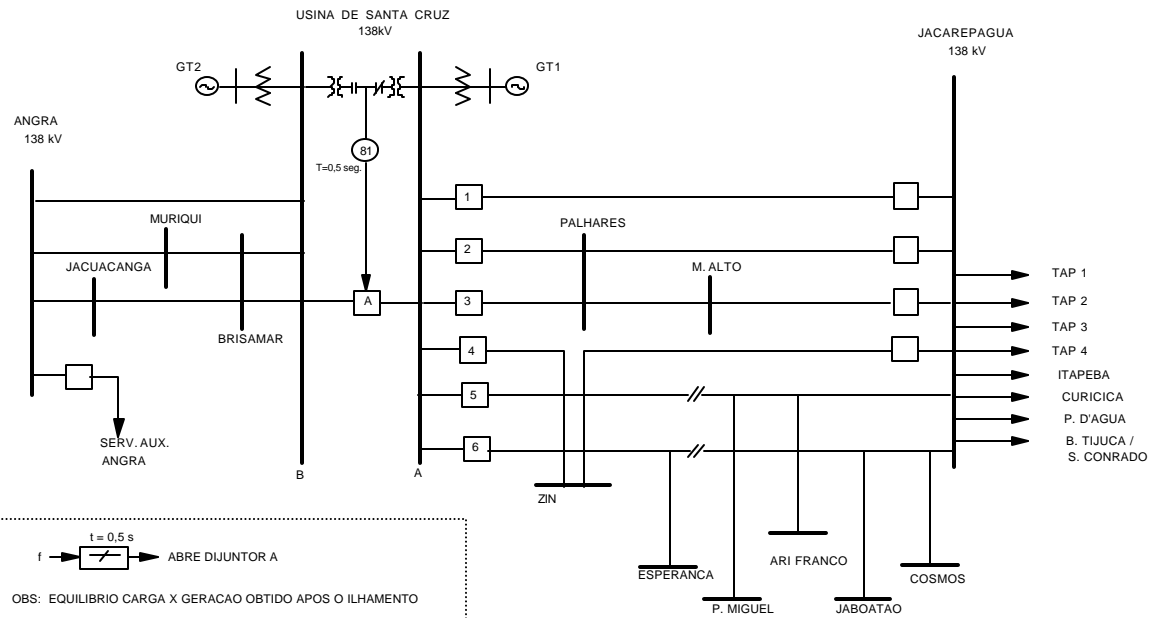 USINA DE SANTA CRUZ
138kV
JACAREPAGUA
138 kV
GT2
GT1
ANGRA
138 kV
81
T=0,5 seg.
1
MURIQUI
PALHARES
2
JACUACANGA
M. ALTO
TAP 1
A
3
TAP 2
BRISAMAR
TAP 3
4
TAP 4
ITAPEBA
5
CURICICA
P. D'AGUA
SERV. AUX.
ANGRA
6
B. TIJUCA /
S. CONRADO
B
A
ZIN
t = 0,5 s
f
ABRE DIJUNTOR A
OBS: EQUILIBRIO CARGA X GERACAO OBTIDO APOS O ILHAMENTO
ESPERANCA
ARI FRANCO
COSMOS
P. MIGUEL
JABOATAO